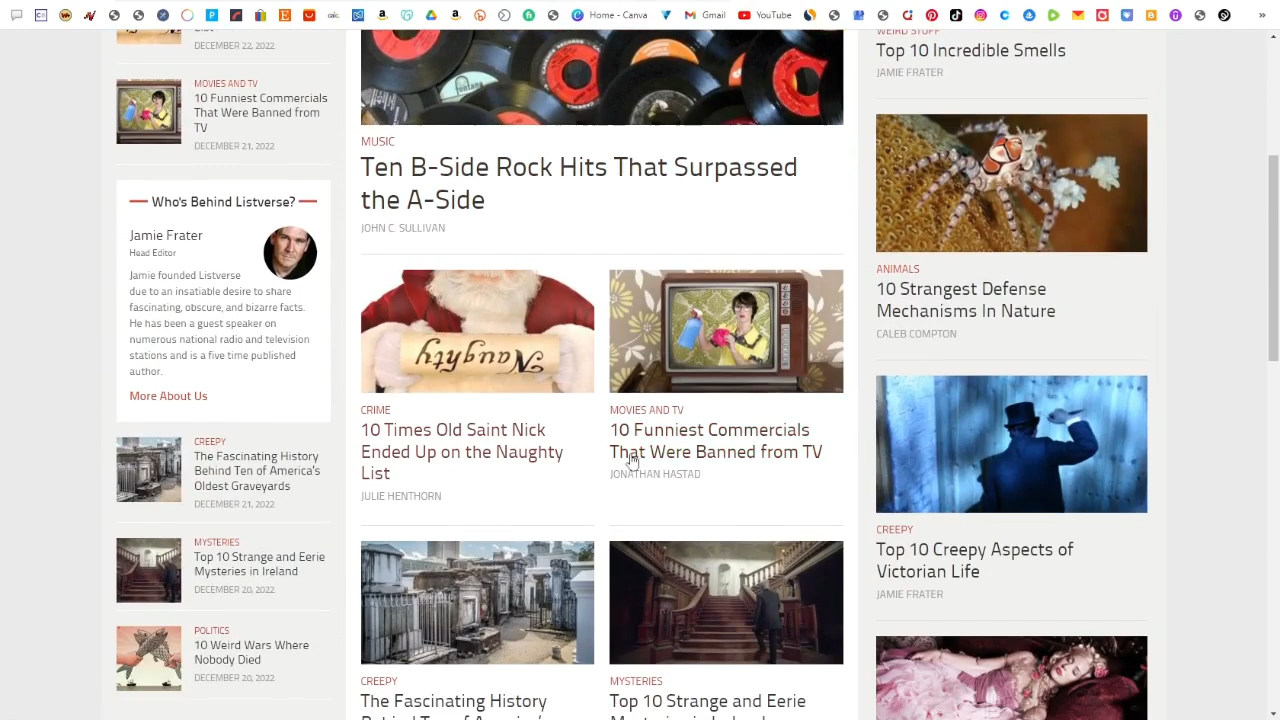 Home - Canva
Gmail
YouTube
DECEMBER 22, 2022
MOVIES AND TV
10 Funniest Commercials
That Were Banned from
TV
DECEMBER 21, 2022
Who's Behind Listverse?
Jamie Frater
Head Editor
Jamie founded Listverse
due to an insatiable desire to share
fascinating, obscure, and bizarre facts.
He has been a guest speaker on
numerous national radio and television
stations and is a five time published
author.
More About Us
CREEPY
The Fascinating History
Behind Ten of America's
Oldest Graveyards
DECEMBER 21, 2022
MYSTERIES
Top 10 Strange and Eerie
Mysteries in Ireland
DECEMBER 20, 2022
POLITICS
10 Weird Wars Where
Nobody Died
DECEMBER 20, 2022
MUSIC
Ten B-Side Rock Hits That Surpassed
the A-Side
JOHN C. SULLIVAN
Naughty
CRIME
10 Times Old Saint Nick
Ended Up on the Naughty
List
JULIE HENTHORN
MOVIES AND TV
10 Funniest Commercials
That Were Banned from TV
JONATHAN HASTAD
CREEPY
The Fascinating History
MYSTERIES
Top 10 Strange and Eerie
WEIRD STUFF
Top 10 Incredible Smells
JAMIE FRATER
ANIMALS
10 Strangest Defense
Mechanisms In Nature
CALEB COMPTON
CREEPY
Top 10 Creepy Aspects of
Victorian Life
JAMIE FRATER